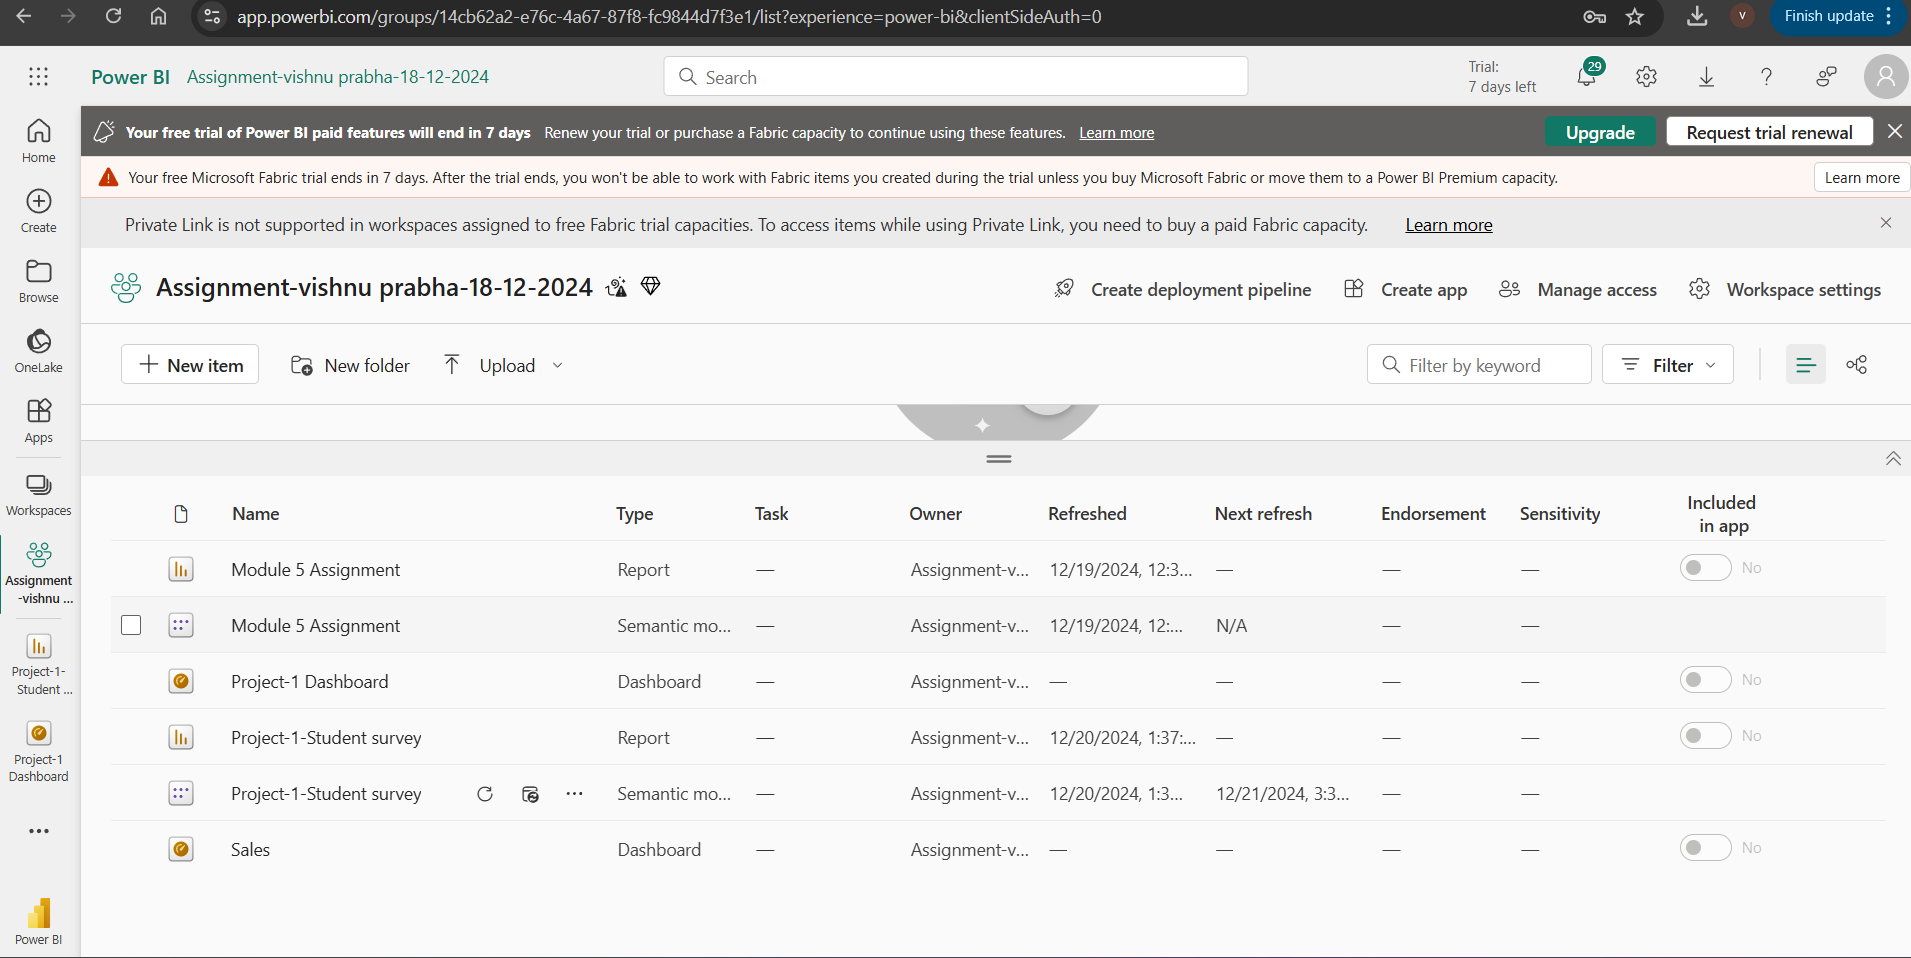 app.powerbi.com/groups/14cb62a2-e76c-4a67-87f8-fc9844d7f3e1/list?experience=power-bi&clientSideAuth=0
V
Finish update
Power BI Assignment-vishnu prabha-18-12-2024
Search
Trial:
7 days left
29
Your free trial of Power BI paid features will end in 7 days Renew your trial or purchase a Fabric capacity to continue using these features. Learn more
Upgrade
Request trial renewal
Your free Microsoft Fabric trial ends in 7 days. After the trial ends, you won't be able to work with Fabric items you created during the trial unless you buy Microsoft Fabric or move them to a Power BI Premium capacity.
Learn more
Private Link is not supported in workspaces assigned to free Fabric trial capacities. To access items while using Private Link, you need to buy a paid Fabric capacity. Learn more
Home
Create
Browse
OneLake
Apps
Workspaces
Assignment
-vishnu ...
Project-1-
Student ...
Project-1
Dashboard
Power BI
Assignment-vishnu prabha-18-12-2024
Create deployment pipeline
Create app
Manage access
Workspace settings
New item
New folder
Upload
Filter by keyword
Filter
Name Type Task Owner Refreshed Next refresh Endorsement Sensitivity Included
in app
Module 5 Assignment Report — Assignment-v... 12/19/2024, 12:3... — — — No
Module 5 Assignment Semantic mo... — Assignment-v... 12/19/2024, 12:... N/A — —
Project-1 Dashboard Dashboard — Assignment-v... — — — — No
Project-1-Student survey Report — Assignment-v... 12/20/2024, 1:37:... — — — No
Project-1-Student survey Semantic mo... — Assignment-v... 12/20/2024, 1:3... 12/21/2024, 3:3... — —
Sales Dashboard — Assignment-v... — — — — No